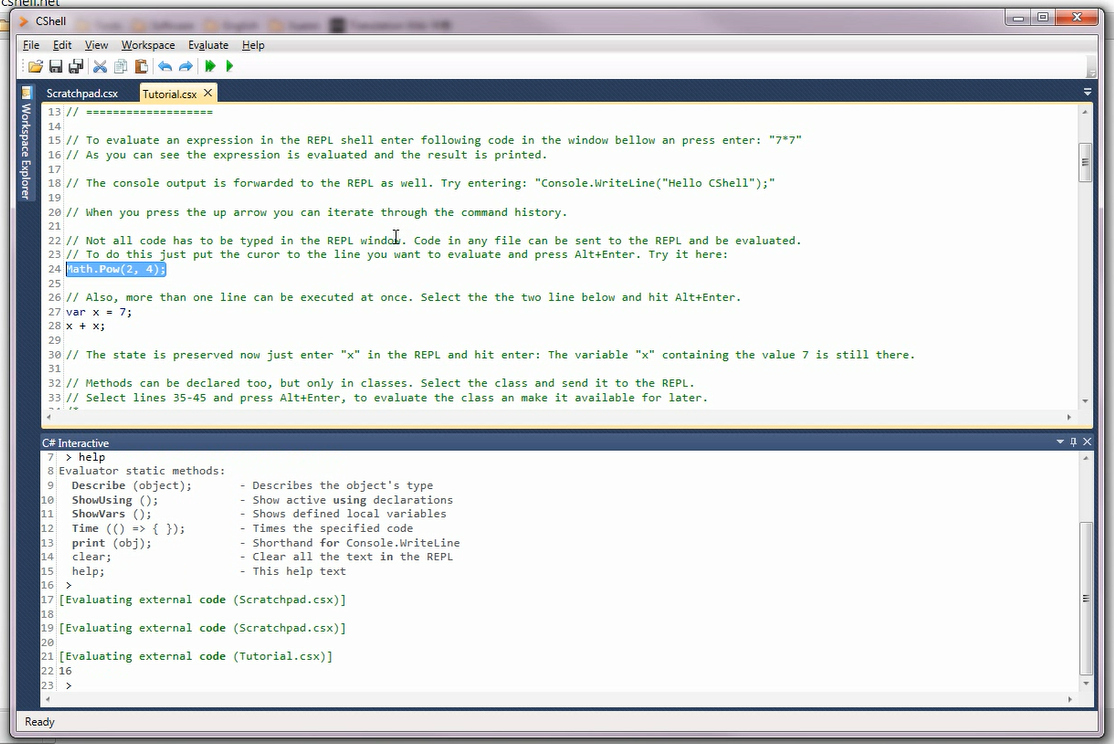 cshell.net
CShell
File Edit View Workspace Evaluate Help
Scratchpad.csx Tutorial.csx
Workspace Explorer
13 // ===================
14
15 // To evaluate an expression in the REPL shell enter following code in the window bellow an press enter: "7*7"
16 // As you can see the expression is evaluated and the result is printed.
17
18 // The console output is forwarded to the REPL as well. Try entering: "Console.WriteLine("Hello CShell");"
19
20 // When you press the up arrow you can iterate through the command history.
21
22 // Not all code has to be typed in the REPL window. Code in any file can be sent to the REPL and be evaluated.
23 // To do this just put the curor to the line you want to evaluate and press Alt+Enter. Try it here:
24 Math.Pow(2, 4);
25
26 // Also, more than one line can be executed at once. Select the the two line below and hit Alt+Enter.
27 var x = 7;
28 x + x;
29
30 // The state is preserved now just enter "x" in the REPL and hit enter: The variable "x" containing the value 7 is still there.
31
32 // Methods can be declared too, but only in classes. Select the class and send it to the REPL.
33 // Select lines 35-45 and press Alt+Enter, to evaluate the class an make it available for later.
C# Interactive
7 > help
8 Evaluator static methods:
9 Describe (object); - Describes the object's type
10 ShowUsing (); - Show active using declarations
11 ShowVars (); - Shows defined local variables
12 Time (() => { }); - Times the specified code
13 print (obj); - Shorthand for Console.WriteLine
14 clear; - Clear all the text in the REPL
15 help; - This help text
16 >
17 [Evaluating external code (Scratchpad.csx)]
18
19 [Evaluating external code (Scratchpad.csx)]
20
21 [Evaluating external code (Tutorial.csx)]
22 16
23 >
Ready